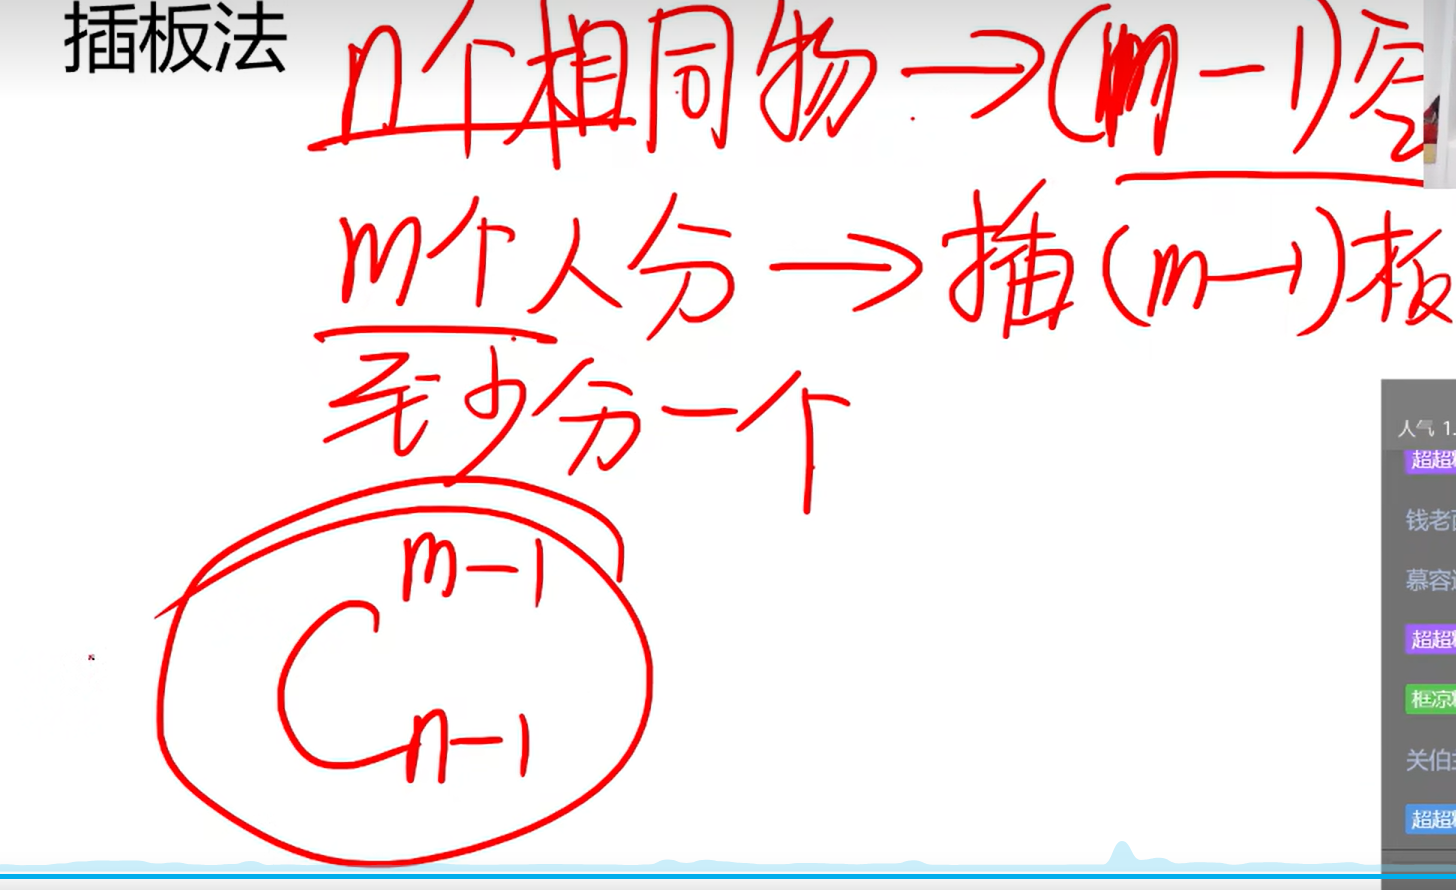 插板法
n个相同物→(m-1)空
m个人分→插(m-1)板
至少分一个
C
m-1
n-1
人气 1.
超超
钱老
慕容
超超
框凉
关伯
超超